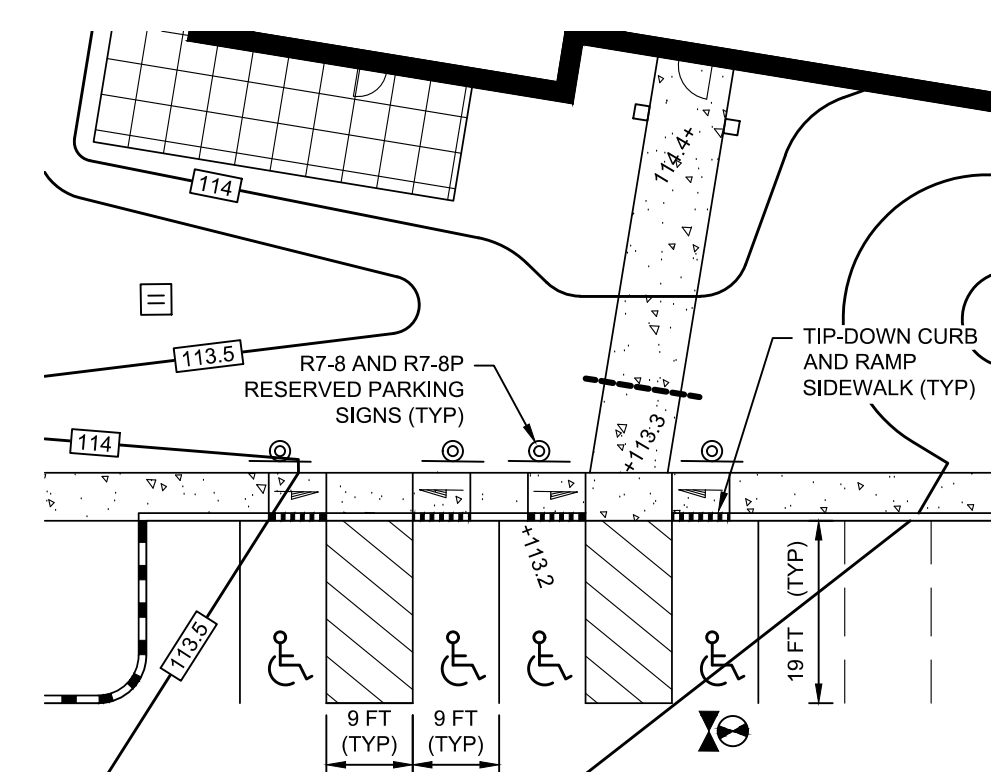 114.4+
114
TIP-DOWN CURB
AND RAMP
SIDEWALK (TYP)
113.5
R7-8 AND R7-8P
RESERVED PARKING
SIGNS (TYP)
114
+113.3
+113.2
19 FT (TYP)
113.5
9 FT
(TYP)
9 FT
(TYP)